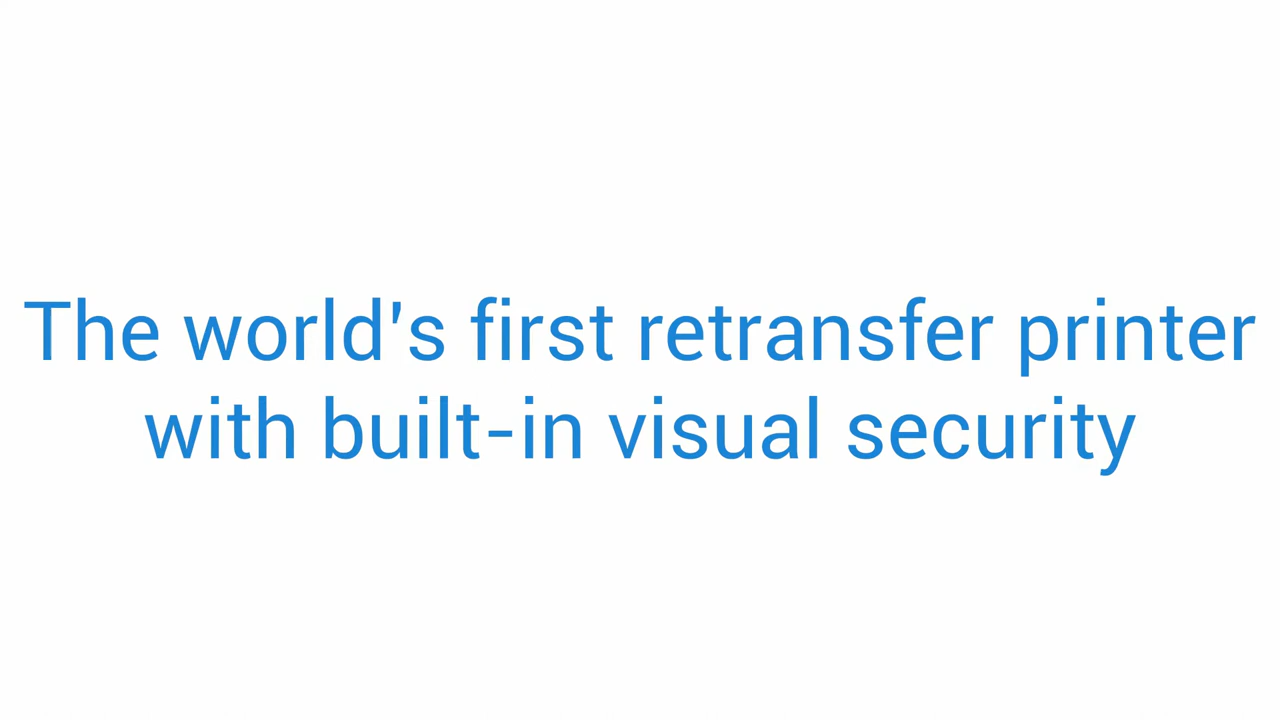 The world's first retransfer printer
with built-in visual security